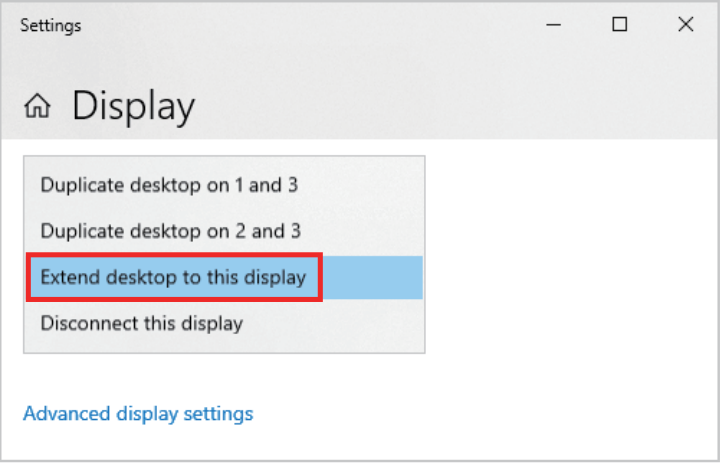 Settings
Display
Duplicate desktop on 1 and 3
Duplicate desktop on 2 and 3
Extend desktop to this display
Disconnect this display
Advanced display settings